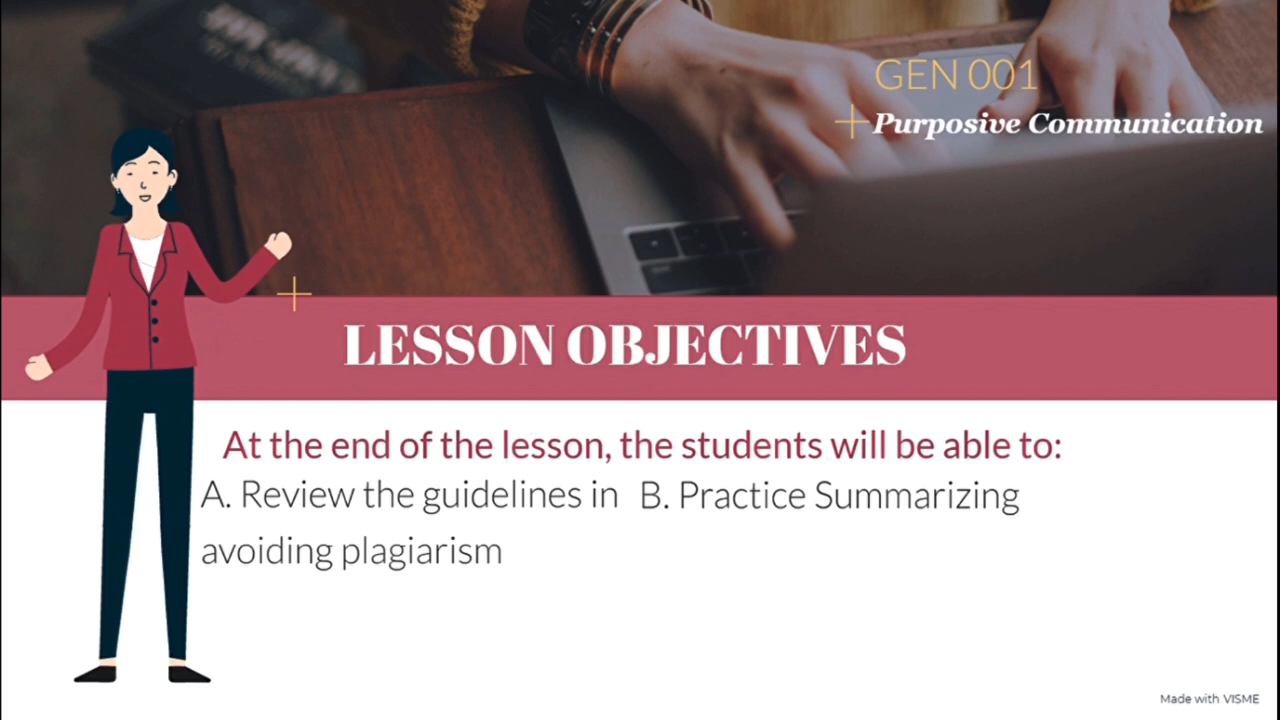 GEN 001
Purposive Communication
LESSON OBJECTIVES
At the end of the lesson, the students will be able to:
A. Review the guidelines in
avoiding plagiarism
B. Practice Summarizing
Made with VISME